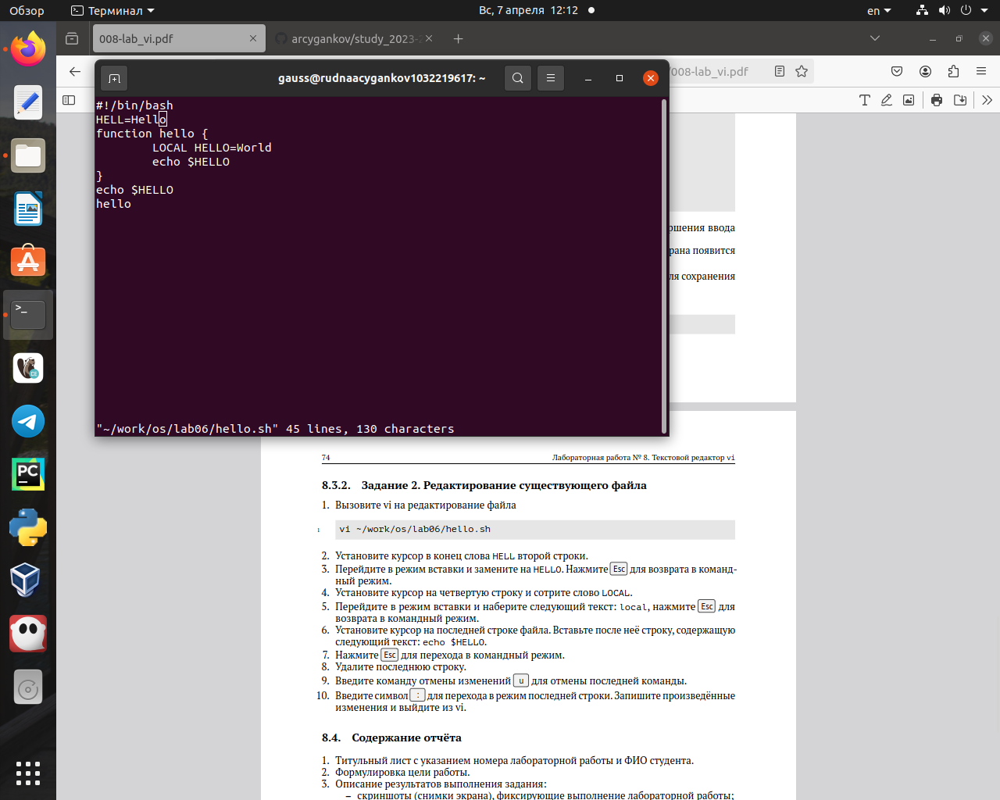 Обзор
Терминал
Вс, 7 апреля 12:12
en
008-lab_vi.pdf
arcygankov/study_2023-2
/008-lab_vi.pdf
gauss@rudnaacygankov1032219617: ~
#!/bin/bash
HELL=Hello
function hello {
LOCAL HELLO=World
echo $HELLO
}
echo $HELLO
hello
"~/work/os/lab06/hello.sh" 45 lines, 130 characters
ршения ввода
рана появится
ля сохранения
74 Лабораторная работа № 8. Текстовой редактор vi
8.3.2. Задание 2. Редактирование существующего файла
1. Вызовите vi на редактирование файла
1 vi ~/work/os/lab06/hello.sh
2. Установите курсор в конец слова HELL второй строки.
3. Перейдите в режим вставки и замените на HELLO. Нажмите Esc для возврата в команд-
ный режим.
4. Установите курсор на четвертую строку и сотрите слово LOCAL.
5. Перейдите в режим вставки и наберите следующий текст: local, нажмите Esc для
возврата в командный режим.
6. Установите курсор на последней строке файла. Вставьте после неё строку, содержащую
следующий текст: echo $HELLO.
7. Нажмите Esc для перехода в командный режим.
8. Удалите последнюю строку.
9. Введите команду отмены изменений u для отмены последней команды.
10. Введите символ : для перехода в режим последней строки. Запишите произведённые
изменения и выйдите из vi.
8.4. Содержание отчёта
1. Титульный лист с указанием номера лабораторной работы и ФИО студента.
2. Формулировка цели работы.
3. Описание результатов выполнения задания:
– скриншоты (снимки экрана), фиксирующие выполнение лабораторной работы;